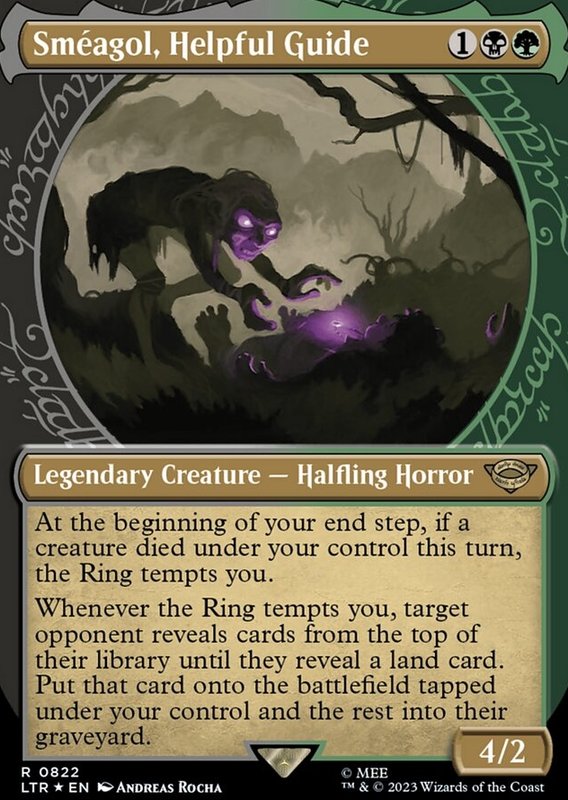 Sméagol, Helpful Guide
1
Legendary Creature — Halfling Horror
At the beginning of your end step, if a
creature died under your control this turn,
the Ring tempts you.
Whenever the Ring tempts you, target
opponent reveals cards from the top of
their library until they reveal a land card.
Put that card onto the battlefield tapped
under your control and the rest into their
graveyard.
4/2
R 0822
LTR ★ EN Andreas Rocha
© MEE
™ & © 2023 Wizards of the Coast